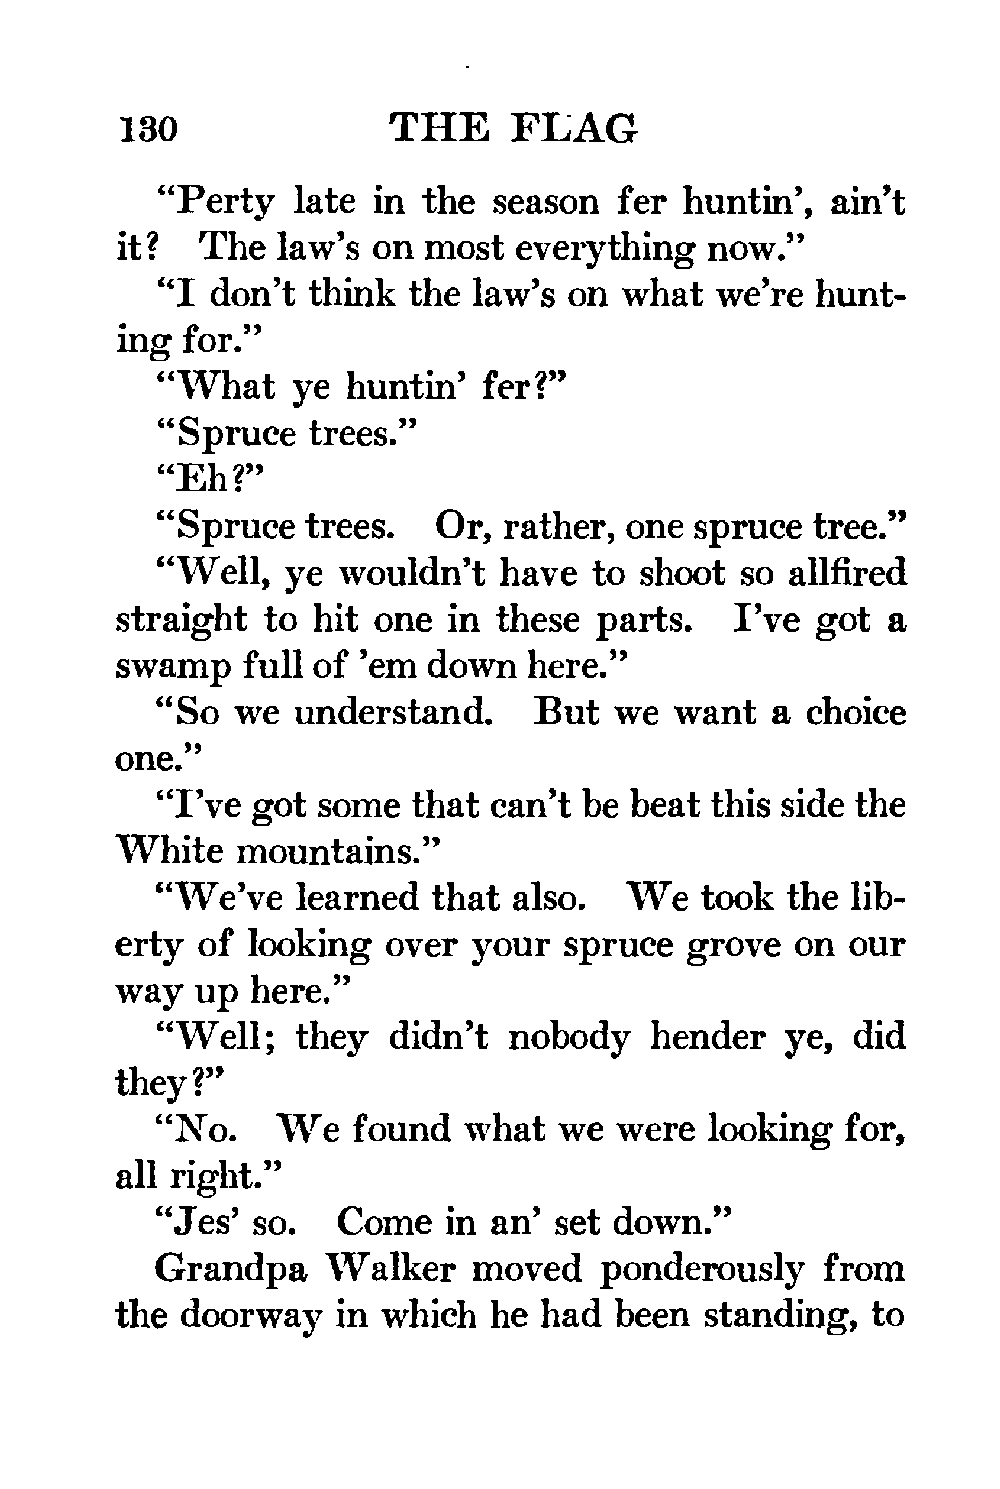 130 THE FLAG
“Perty late in the season fer huntin’, ain’t
it? The law’s on most everything now.”
“I don’t think the law’s on what we’re hunt-
ing for.”
“What ye huntin’ fer?”
“Spruce trees.”
“Eh?”
“Spruce trees. Or, rather, one spruce tree.”
“Well, ye wouldn’t have to shoot so allfired
straight to hit one in these parts. I’ve got a
swamp full of ’em down here.”
“So we understand. But we want a choice
one.”
“I’ve got some that can’t be beat this side the
White mountains.”
“We’ve learned that also. We took the lib-
erty of looking over your spruce grove on our
way up here.”
“Well; they didn’t nobody hender ye, did
they?”
“No. We found what we were looking for,
all right.”
“Jes’ so. Come in an’ set down.”
Grandpa Walker moved ponderously from
the doorway in which he had been standing, to